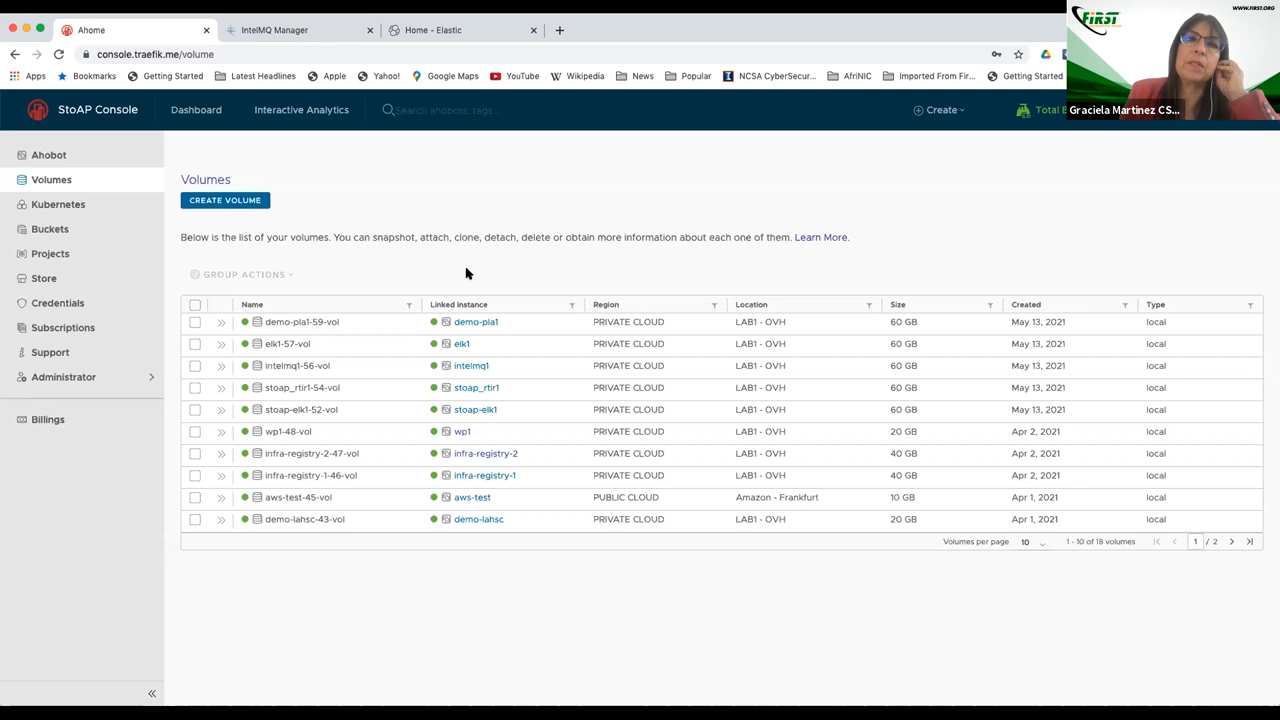 Ahome
IntelMQ Manager
Home - Elastic
WWW.FIRST.ORG
FIRST
console.traefik.me/volume
Apps
Bookmarks
Getting Started
Latest Headlines
Apple
Yahoo!
Google Maps
YouTube
Wikipedia
News
Popular
NCSA CyberSecur...
AfriNIC
Imported From Fir...
Getting Started
Graciela Martinez CS...
StoAP Console
Dashboard
Interactive Analytics
Search ahobots, tags...
Create
Total
Ahobot
Volumes
Kubernetes
Buckets
Projects
Store
Credentials
Subscriptions
Support
Administrator
Billings
Volumes
CREATE VOLUME
Below is the list of your volumes. You can snapshot, attach, clone, detach, delete or obtain more information about each one of them. Learn More.
GROUP ACTIONS
Name Linked instance Region Location Size Created Type
demo-pla1-59-vol demo-pla1 PRIVATE CLOUD LAB1 - OVH 60 GB May 13, 2021 local
elk1-57-vol elk1 PRIVATE CLOUD LAB1 - OVH 60 GB May 13, 2021 local
intelmq1-56-vol intelmq1 PRIVATE CLOUD LAB1 - OVH 60 GB May 13, 2021 local
stoap_rtir1-54-vol stoap_rtir1 PRIVATE CLOUD LAB1 - OVH 60 GB May 13, 2021 local
stoap-elk1-52-vol stoap-elk1 PRIVATE CLOUD LAB1 - OVH 60 GB May 13, 2021 local
wp1-48-vol wp1 PRIVATE CLOUD LAB1 - OVH 20 GB Apr 2, 2021 local
infra-registry-2-47-vol infra-registry-2 PRIVATE CLOUD LAB1 - OVH 40 GB Apr 2, 2021 local
infra-registry-1-46-vol infra-registry-1 PRIVATE CLOUD LAB1 - OVH 40 GB Apr 2, 2021 local
aws-test-45-vol aws-test PUBLIC CLOUD Amazon - Frankfurt 10 GB Apr 1, 2021 local
demo-lahsc-43-vol demo-lahsc PRIVATE CLOUD LAB1 - OVH 20 GB Apr 1, 2021 local
Volumes per page 10 1 - 10 of 18 volumes 1 / 2